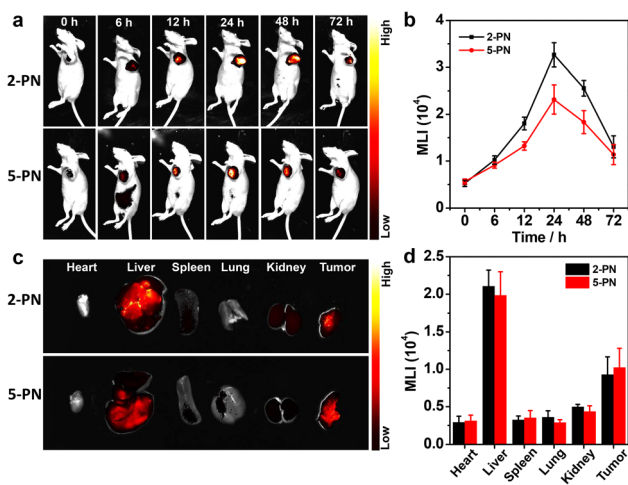 a
0 h 6 h 12 h 24 h 48 h 72 h
2-PN
5-PN
High
Low
b
2-PN
5-PN
MLI (10⁴)
4
3
2
1
0
0 6 12 24 48 72
Time / h
c
Heart Liver Spleen Lung Kidney Tumor
2-PN
5-PN
High
Low
d
2-PN
5-PN
MLI (10⁴)
2.5
2.0
1.5
1.0
0.5
0.0
Heart Liver Spleen Lung Kidney Tumor